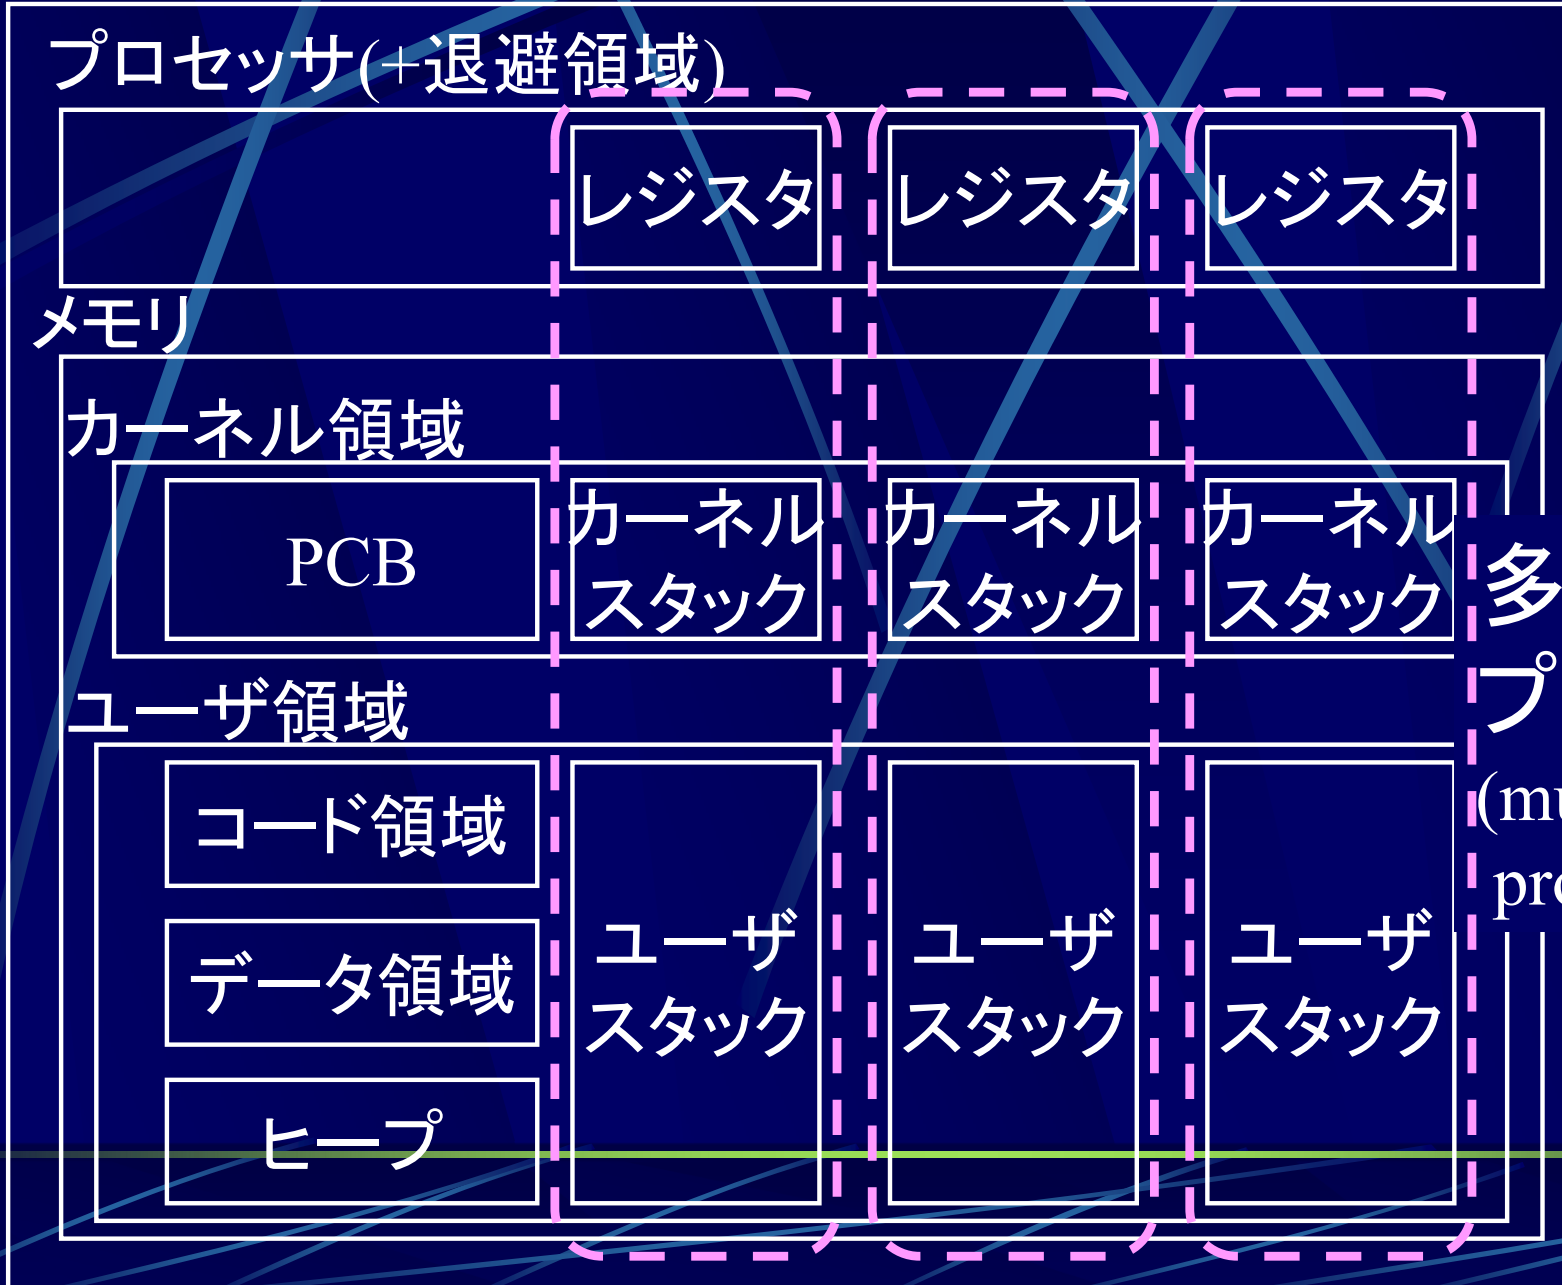 プロセッサ(+退避領域)
レジスタ レジスタ レジスタ
メモリ
カーネル領域
PCB
カーネル
スタック
カーネル
スタック
カーネル
スタック
ユーザ領域
コード領域
データ領域
ヒープ
ユーザ
スタック
ユーザ
スタック
ユーザ
スタック
多
プ